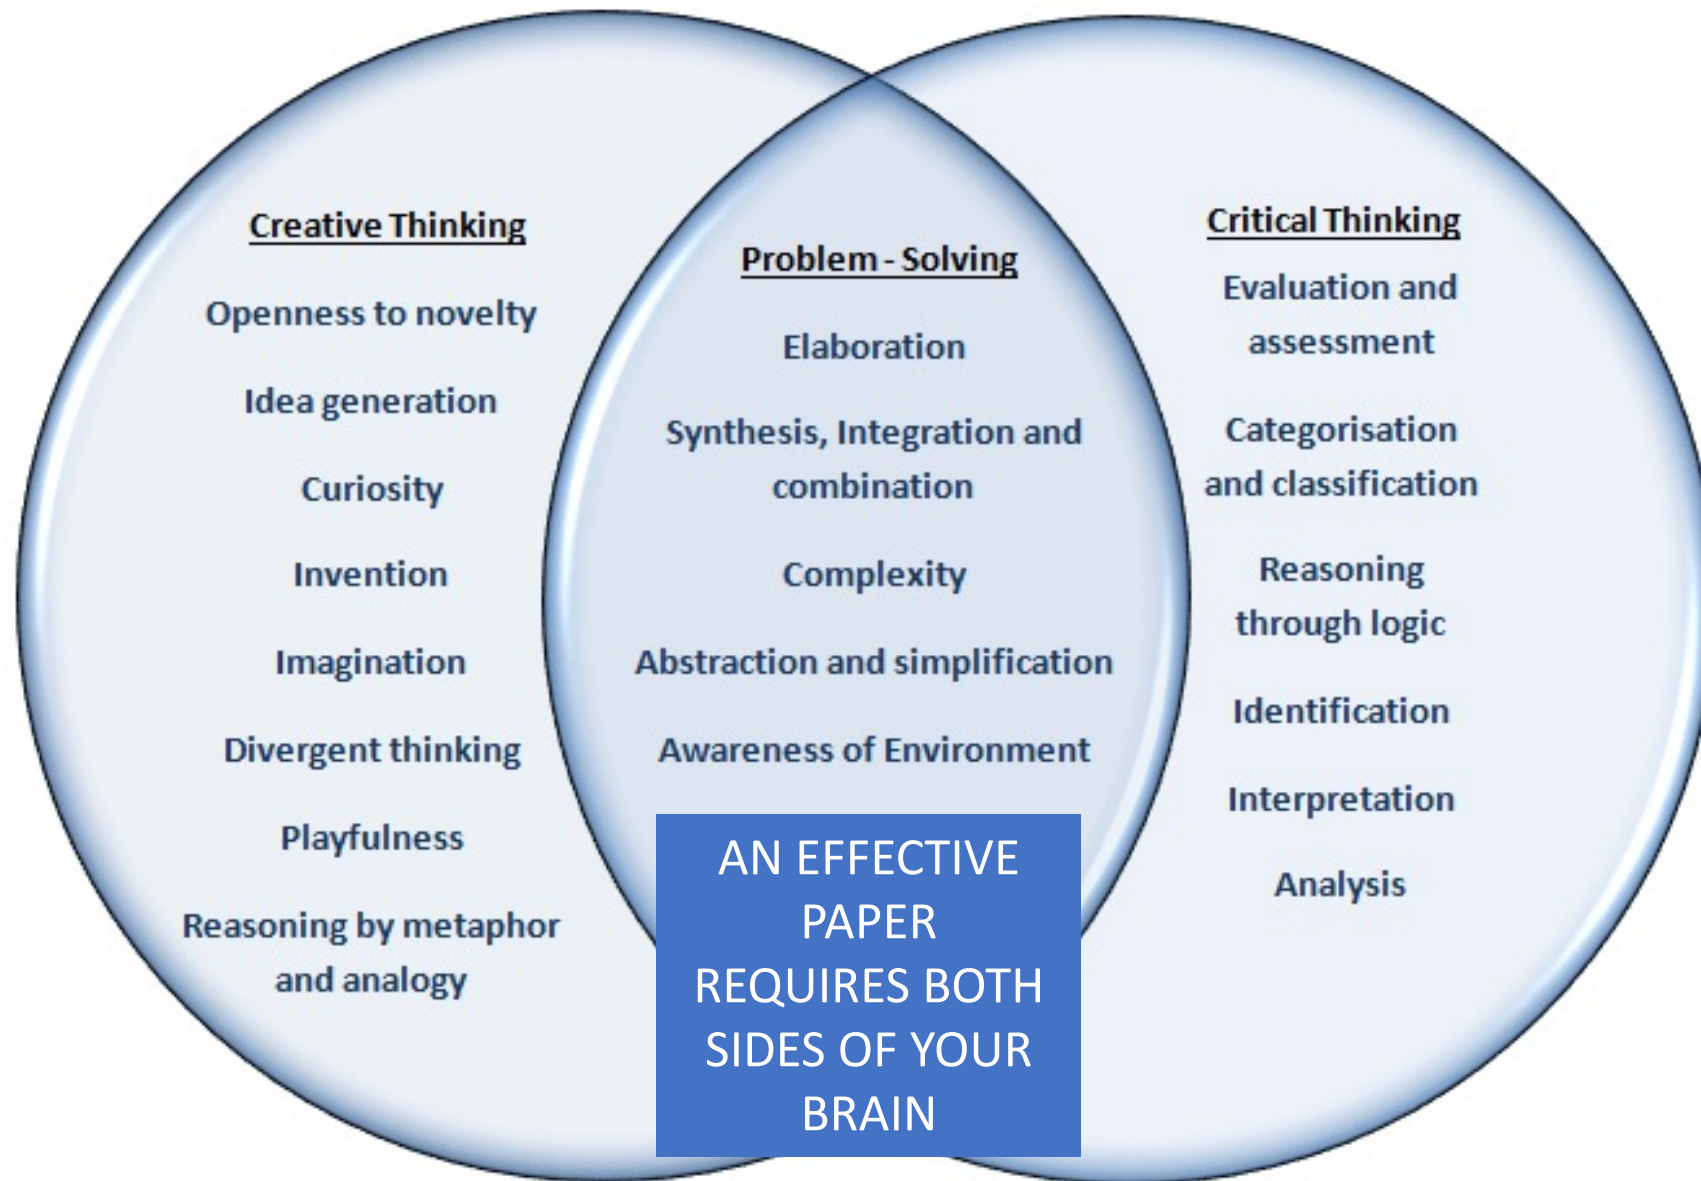 Creative Thinking
Openness to novelty
Idea generation
Curiosity
Invention
Imagination
Divergent thinking
Playfulness
Reasoning by metaphor
and analogy
Problem - Solving
Elaboration
Synthesis, Integration and
combination
Complexity
Abstraction and simplification
Awareness of Environment
AN EFFECTIVE
PAPER
REQUIRES BOTH
SIDES OF YOUR
BRAIN
Critical Thinking
Evaluation and
assessment
Categorisation
and classification
Reasoning
through logic
Identification
Interpretation
Analysis